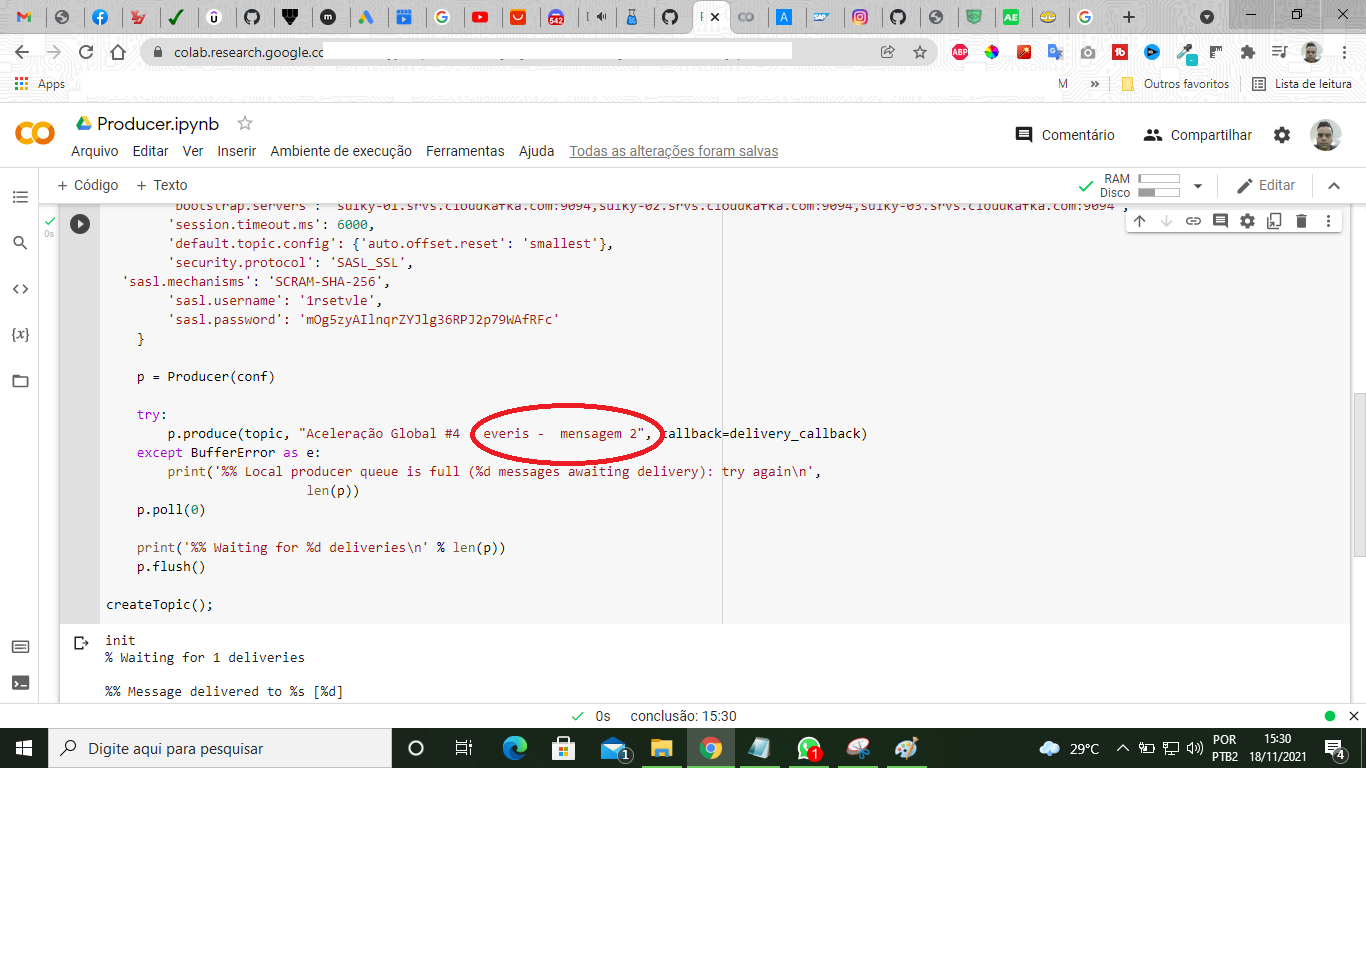 colab.research.google.co
Apps
M
»
Outros favoritos
Lista de leitura
Producer.ipynb
Arquivo Editar Ver Inserir Ambiente de execução Ferramentas Ajuda Todas as alterações foram salvas
Comentário
Compartilhar
+ Código + Texto
RAM
Disco
Editar
'bootstrap.servers': 'sulky-01.srvs.cloudkafka.com:9094,sulky-02.srvs.cloudkafka.com:9094,sulky-03.srvs.cloudkafka.com:9094',
0s
'session.timeout.ms': 6000,
'default.topic.config': {'auto.offset.reset': 'smallest'},
'security.protocol': 'SASL_SSL',
'sasl.mechanisms': 'SCRAM-SHA-256',
'sasl.username': '1rsetvle',
'sasl.password': 'mOg5zyAIlnqrZYJlg36RPJ2p79WAfRFc'
}
p = Producer(conf)
try:
p.produce(topic, "Aceleração Global #4 everis - mensagem 2", callback=delivery_callback)
except BufferError as e:
print('%% Local producer queue is full (%d messages awaiting delivery): try again\n',
len(p))
p.poll(0)
print('%% Waiting for %d deliveries\n' % len(p))
p.flush()
createTopic();
init
% Waiting for 1 deliveries
%% Message delivered to %s [%d]
0s conclusão: 15:30
Digite aqui para pesquisar
1
1
29°C
POR
PTB2
15:30
18/11/2021
4